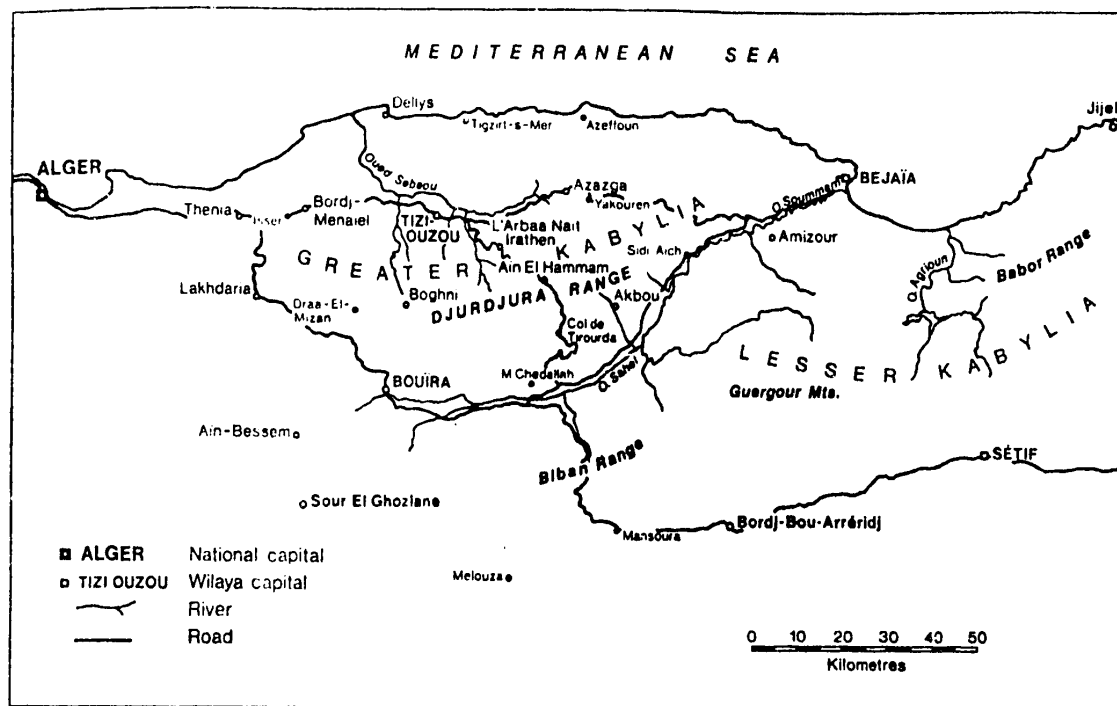 MEDITERRANEAN SEA
Dellys
Tigzirt-s-Mer
Azeffoun
Jijel
ALGER
Oued Sebaou
Azazga
Yakouren
BEJAÏA
O. Soummam
Thenia
Isser
Bordj-
Menaiel
TIZI-
OUZOU
L'Arbaa Nait
Irathen
Sidi Aich
Amizour
GREATER KABYLIA
Ain El Hammam
O. Agrioun
Babor Range
Lakhdaria
Draa-El-
Mizan
Boghni
DJURDJURA RANGE
Akbou
Col de
Tirourda
LESSER KABYLIA
BOUÏRA
M. Chedallah
O. Sahel
Guergour Mts.
Ain-Bessem
Biban Range
SÉTIF
Sour El Ghozlane
Mansoura
Bordj-Bou-Arréridj
Melouza
ALGER National capital
TIZI OUZOU Wilaya capital
River
Road
0 10 20 30 40 50
Kilometres